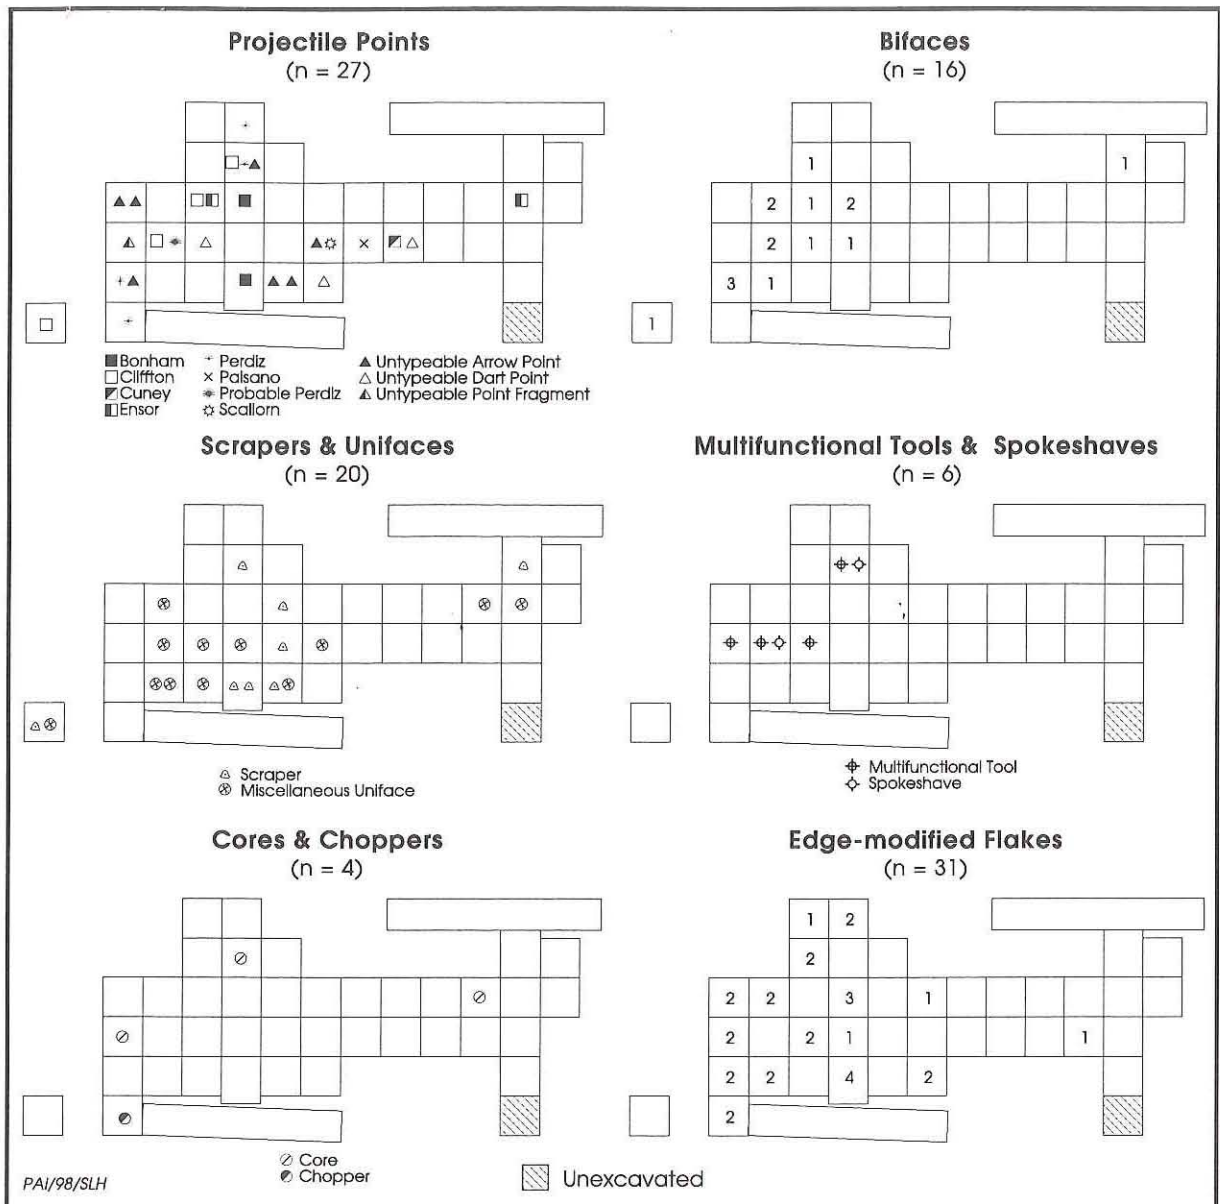 Projectile Points
(n = 27)
Bifaces
(n = 16)
1 1
2 1 2
2 1 1
3 1
1
Bonham Perdiz Untypeable Arrow Point
Cliffton Paisano Untypeable Dart Point
Cuney Probable Perdiz Untypeable Point Fragment
Ensor Scallorn
Scrapers & Unifaces
(n = 20)
Multifunctional Tools & Spokeshaves
(n = 6)
Scraper
Miscellaneous Uniface
Multifunctional Tool
Spokeshave
Cores & Choppers
(n = 4)
Edge-modified Flakes
(n = 31)
1 2
2
2 2 3 1
2 2 1 1
2 2 4 2
2
Core
Chopper
Unexcavated
PAI/98/SLH